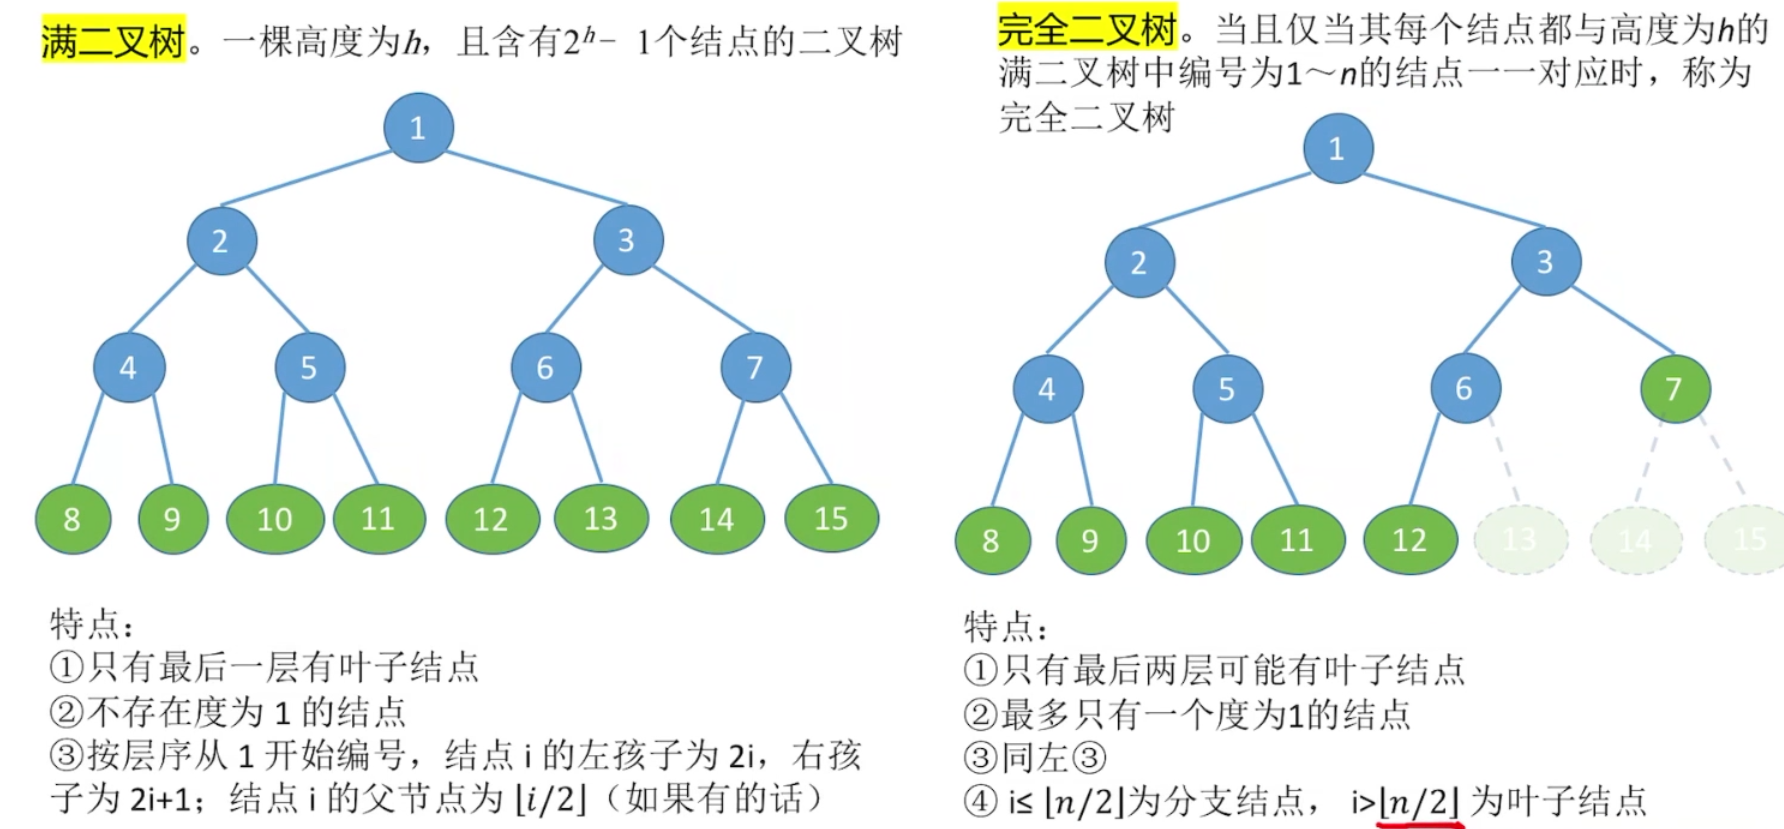 满二叉树。一棵高度为h，且含有2ʰ− 1个结点的二叉树
1
2
3
4
5
6
7
8
9
10
11
12
13
14
15
特点：
①只有最后一层有叶子结点
②不存在度为 1 的结点
③按层序从 1 开始编号，结点 i 的左孩子为 2i，右孩
子为 2i+1；结点 i 的父节点为 ⌊i/2⌋（如果有的话）
完全二叉树。当且仅当其每个结点都与高度为h的
满二叉树中编号为1～n的结点一一对应时，称为
完全二叉树
1
2
3
4
5
6
7
8
9
10
11
12
13
14
15
特点：
①只有最后两层可能有叶子结点
②最多只有一个度为1的结点
③同左③
④ i≤ ⌊n/2⌋为分支结点， i>⌊n/2⌋ 为叶子结点